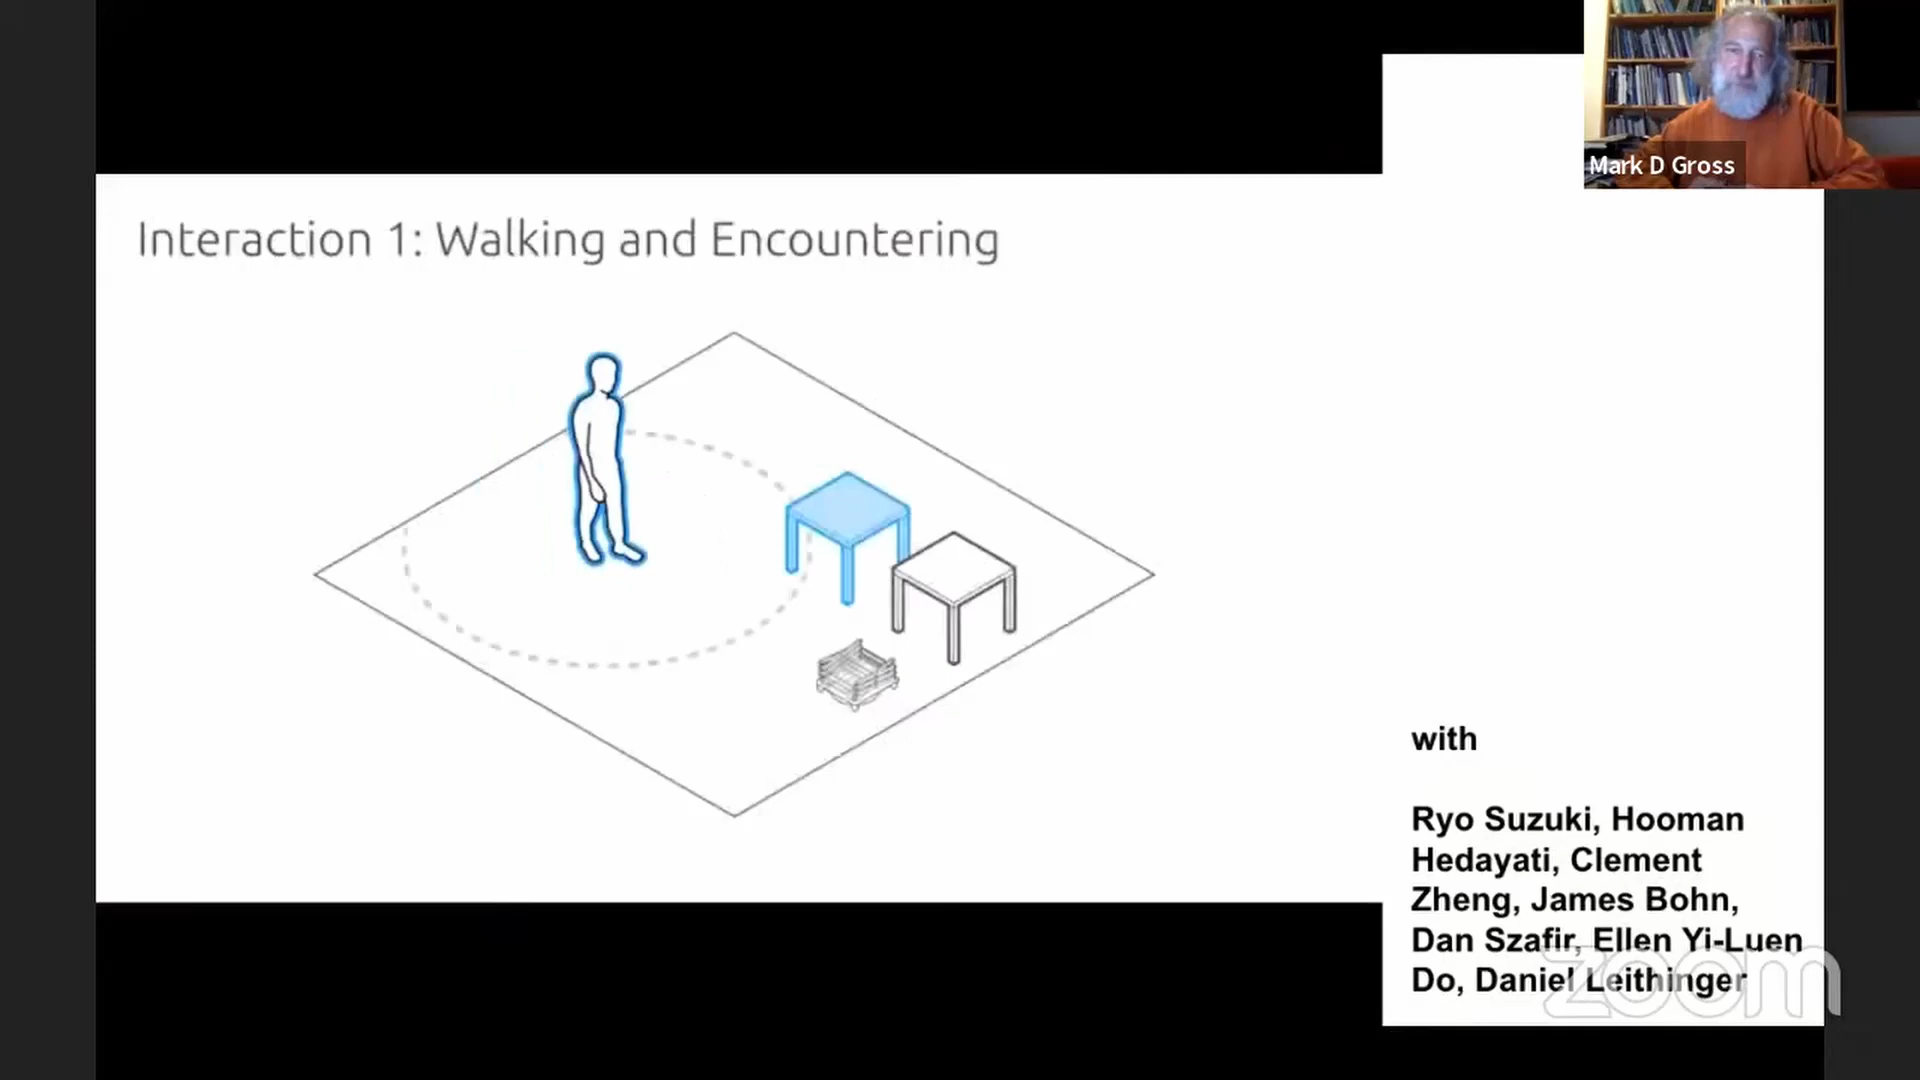 Mark D Gross
Interaction 1: Walking and Encountering
with
Ryo Suzuki, Hooman
Hedayati, Clement
Zheng, James Bohn,
Dan Szafir, Ellen Yi-Luen
Do, Daniel Leithinger
zoom